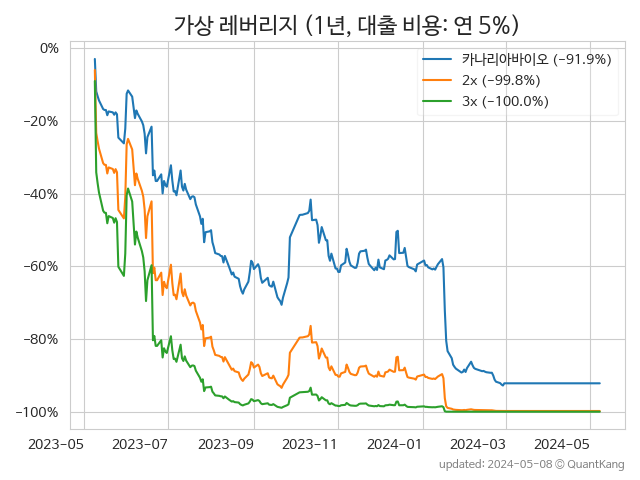 가상 레버리지 (1년, 대출 비용: 연 5%)
카나리아바이오 (−91.9%)
2x (−99.8%)
3x (−100.0%)
0%
−20%
−40%
−60%
−80%
−100%
2023-05 2023-07 2023-09 2023-11 2024-01 2024-03 2024-05
updated: 2024-05-08 © QuantKang